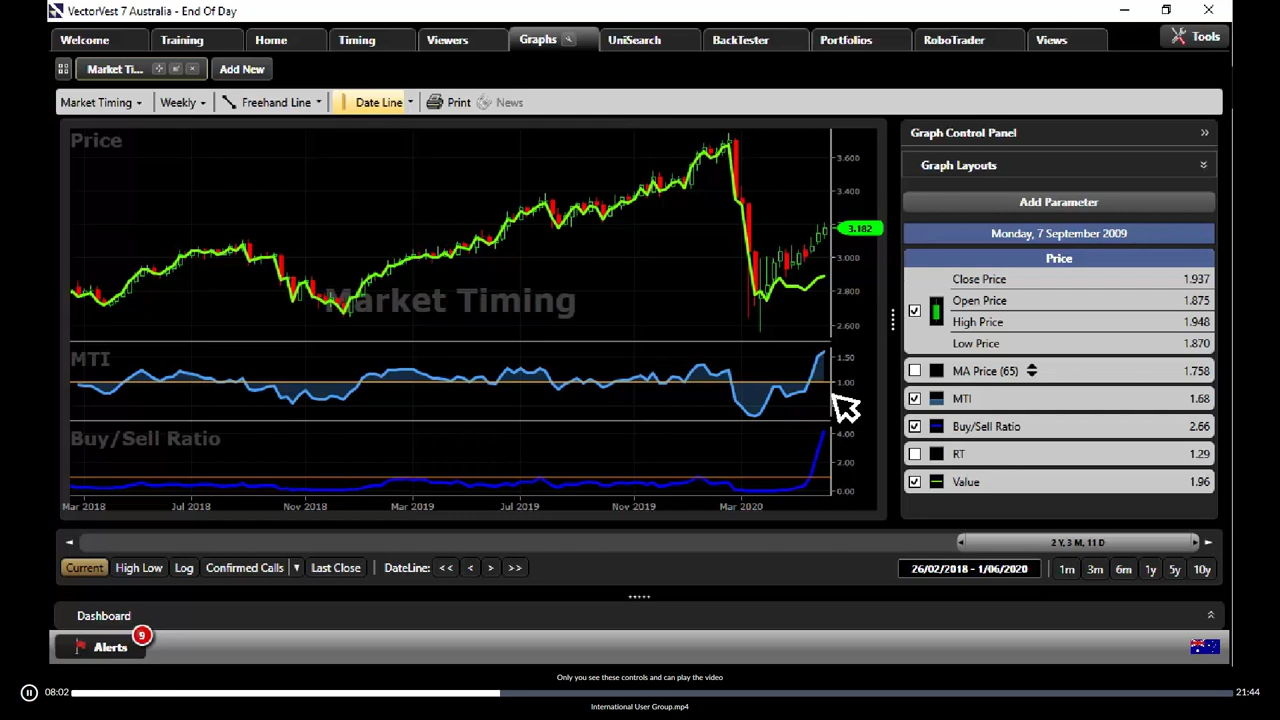 VectorVest 7 Australia - End Of Day
Welcome Training Home Timing Viewers Graphs UniSearch BackTester Portfolios RoboTrader Views Tools
Market Ti... Add New
Market Timing Weekly Freehand Line Date Line Print News
Price
3.600
3.400
3.182
3.000
2.800
2.600
Market Timing
MTI
1.50
1.00
Buy/Sell Ratio
4.00
2.00
0.00
Mar 2018 Jul 2018 Nov 2018 Mar 2019 Jul 2019 Nov 2019 Mar 2020
Graph Control Panel
Graph Layouts
Add Parameter
Monday, 7 September 2009
Price
Close Price 1.937
Open Price 1.875
High Price 1.948
Low Price 1.870
MA Price (65) 1.758
MTI 1.68
Buy/Sell Ratio 2.66
RT 1.29
Value 1.96
2 Y, 3 M, 11 D
Current High Low Log Confirmed Calls Last Close DateLine: << < > >> 26/02/2018 - 1/06/2020 1m 3m 6m 1y 5y 10y
Dashboard
Alerts 9
Only you see these controls and can play the video
08:02 21:44
International User Group.mp4